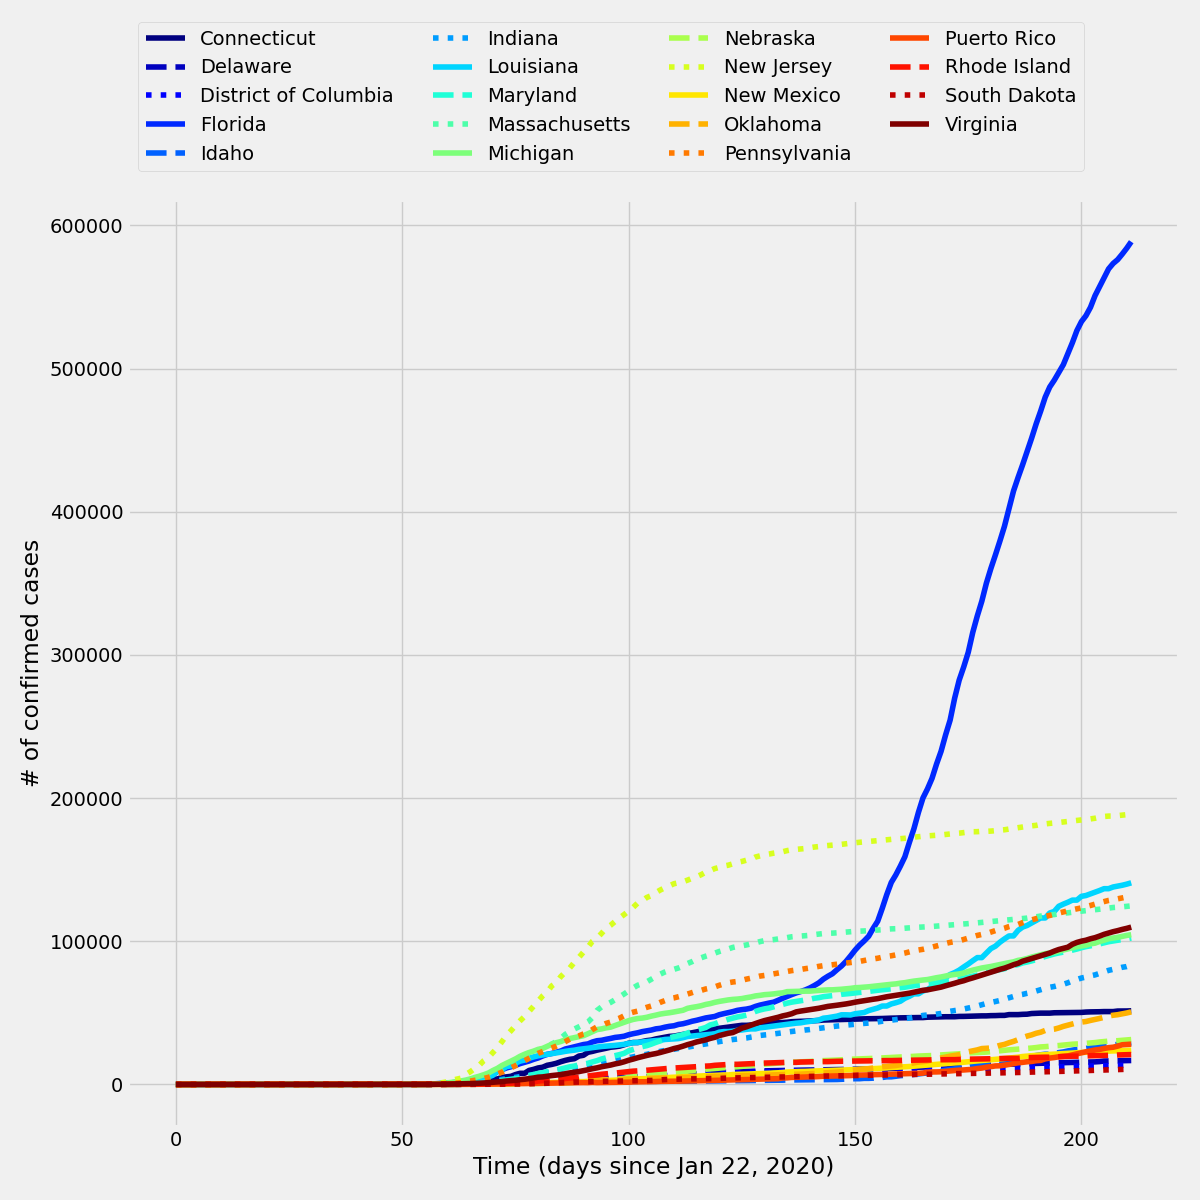 Connecticut
Delaware
District of Columbia
Florida
Idaho
Indiana
Louisiana
Maryland
Massachusetts
Michigan
Nebraska
New Jersey
New Mexico
Oklahoma
Pennsylvania
Puerto Rico
Rhode Island
South Dakota
Virginia
# of confirmed cases
600000
500000
400000
300000
200000
100000
0
0 50 100 150 200
Time (days since Jan 22, 2020)